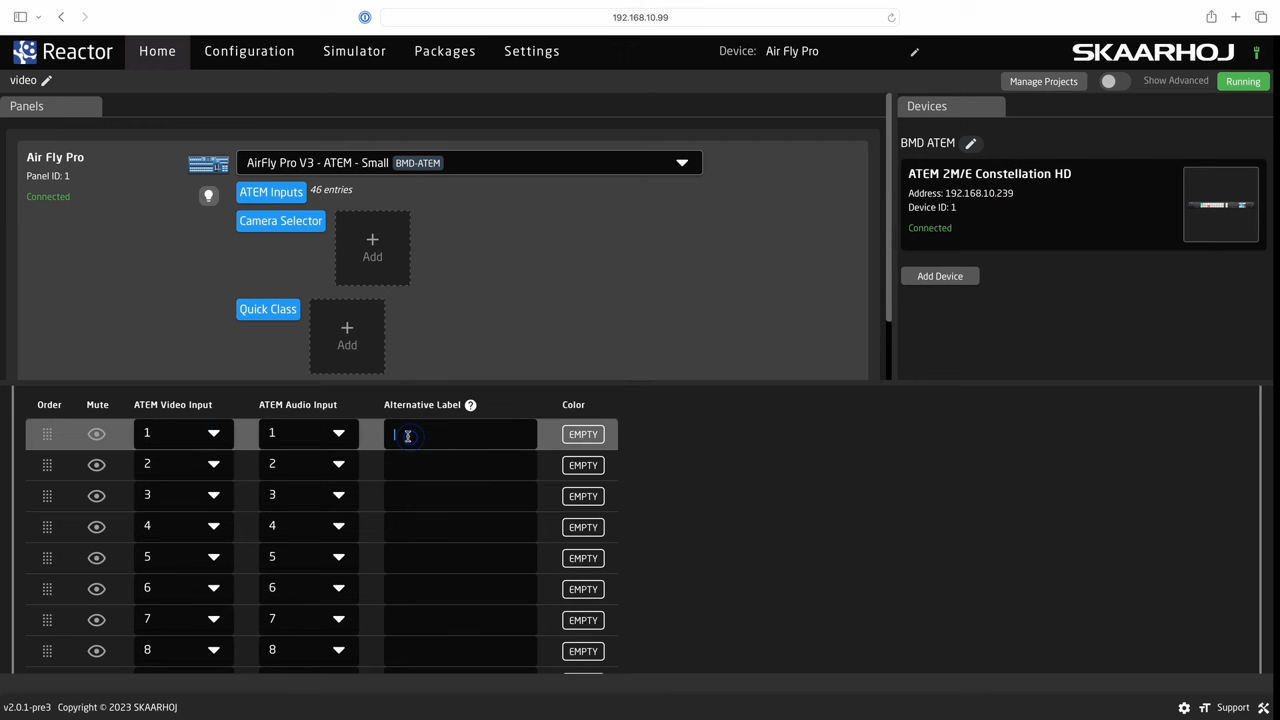 192.168.10.99
Reactor Home Configuration Simulator Packages Settings Device: Air Fly Pro SKAARHOJ
video Manage Projects Show Advanced Running
Panels Devices
Air Fly Pro
Panel ID: 1
Connected
AirFly Pro V3 - ATEM - Small BMD-ATEM
ATEM Inputs 46 entries
Camera Selector
+
Add
Quick Class
+
Add
BMD ATEM
ATEM 2M/E Constellation HD
Address: 192.168.10.239
Device ID: 1
Connected
Add Device
Order Mute ATEM Video Input ATEM Audio Input Alternative Label ? Color
1 1 EMPTY
2 2 EMPTY
3 3 EMPTY
4 4 EMPTY
5 5 EMPTY
6 6 EMPTY
7 7 EMPTY
8 8 EMPTY
v2.0.1-pre3 Copyright © 2023 SKAARHOJ TT Support